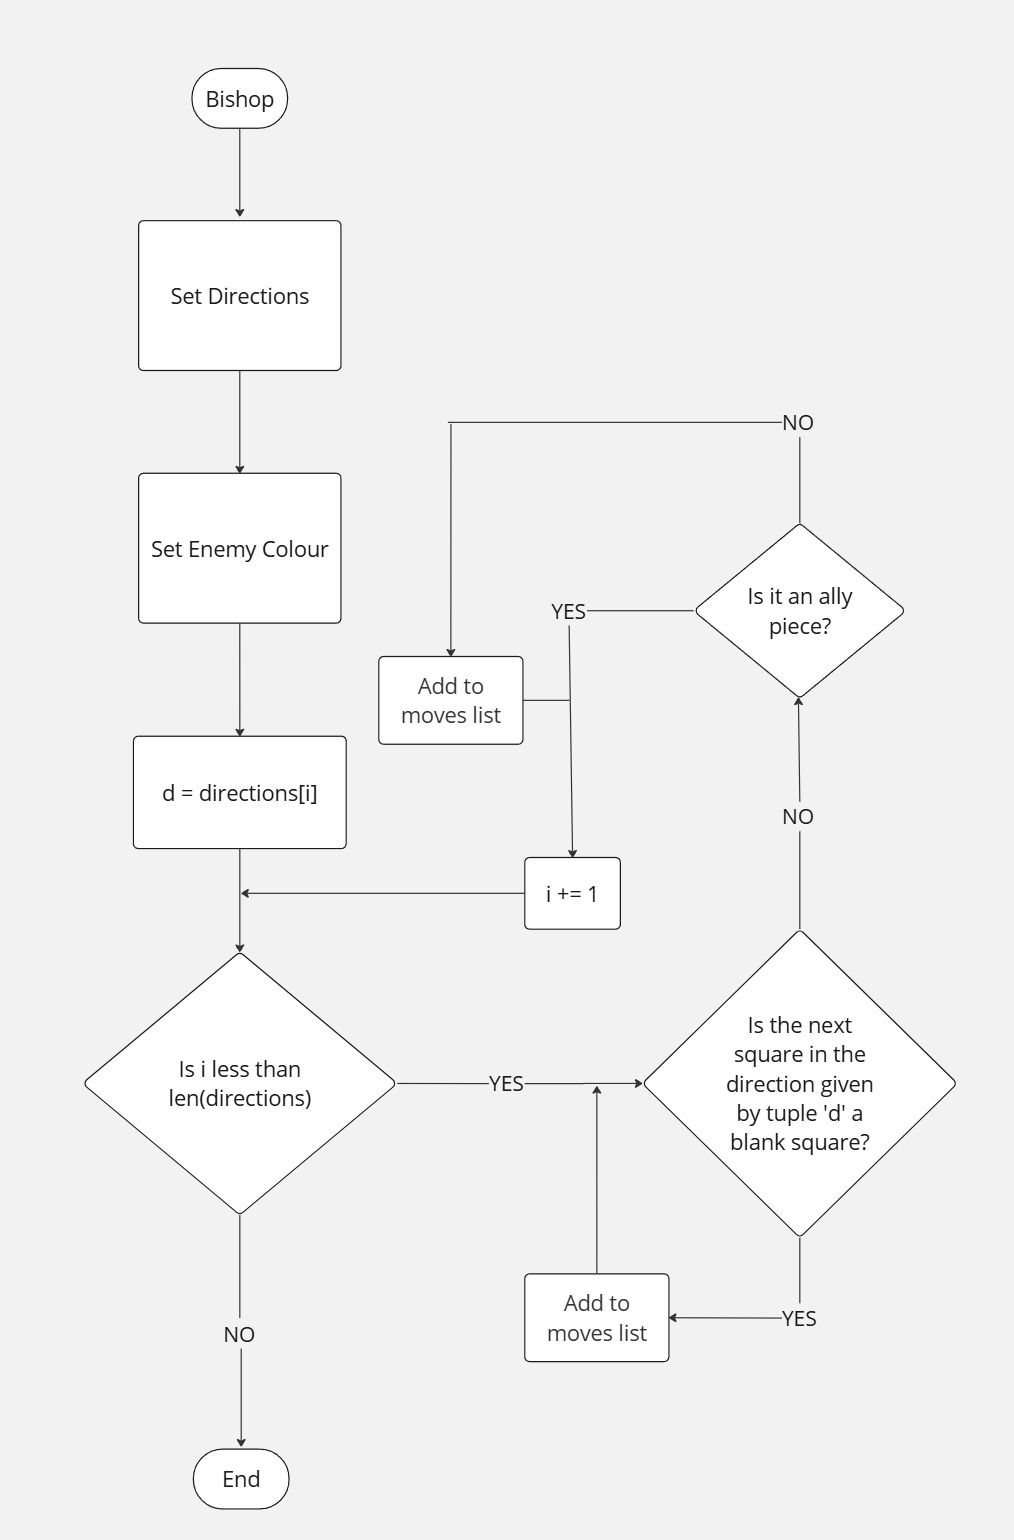 Bishop
Set Directions
Set Enemy Colour
d = directions[i]
Is i less than
len(directions)
NO
End
YES
Is the next
square in the
direction given
by tuple 'd' a
blank square?
YES
Add to
moves list
NO
Is it an ally
piece?
NO
YES
Add to
moves list
i += 1